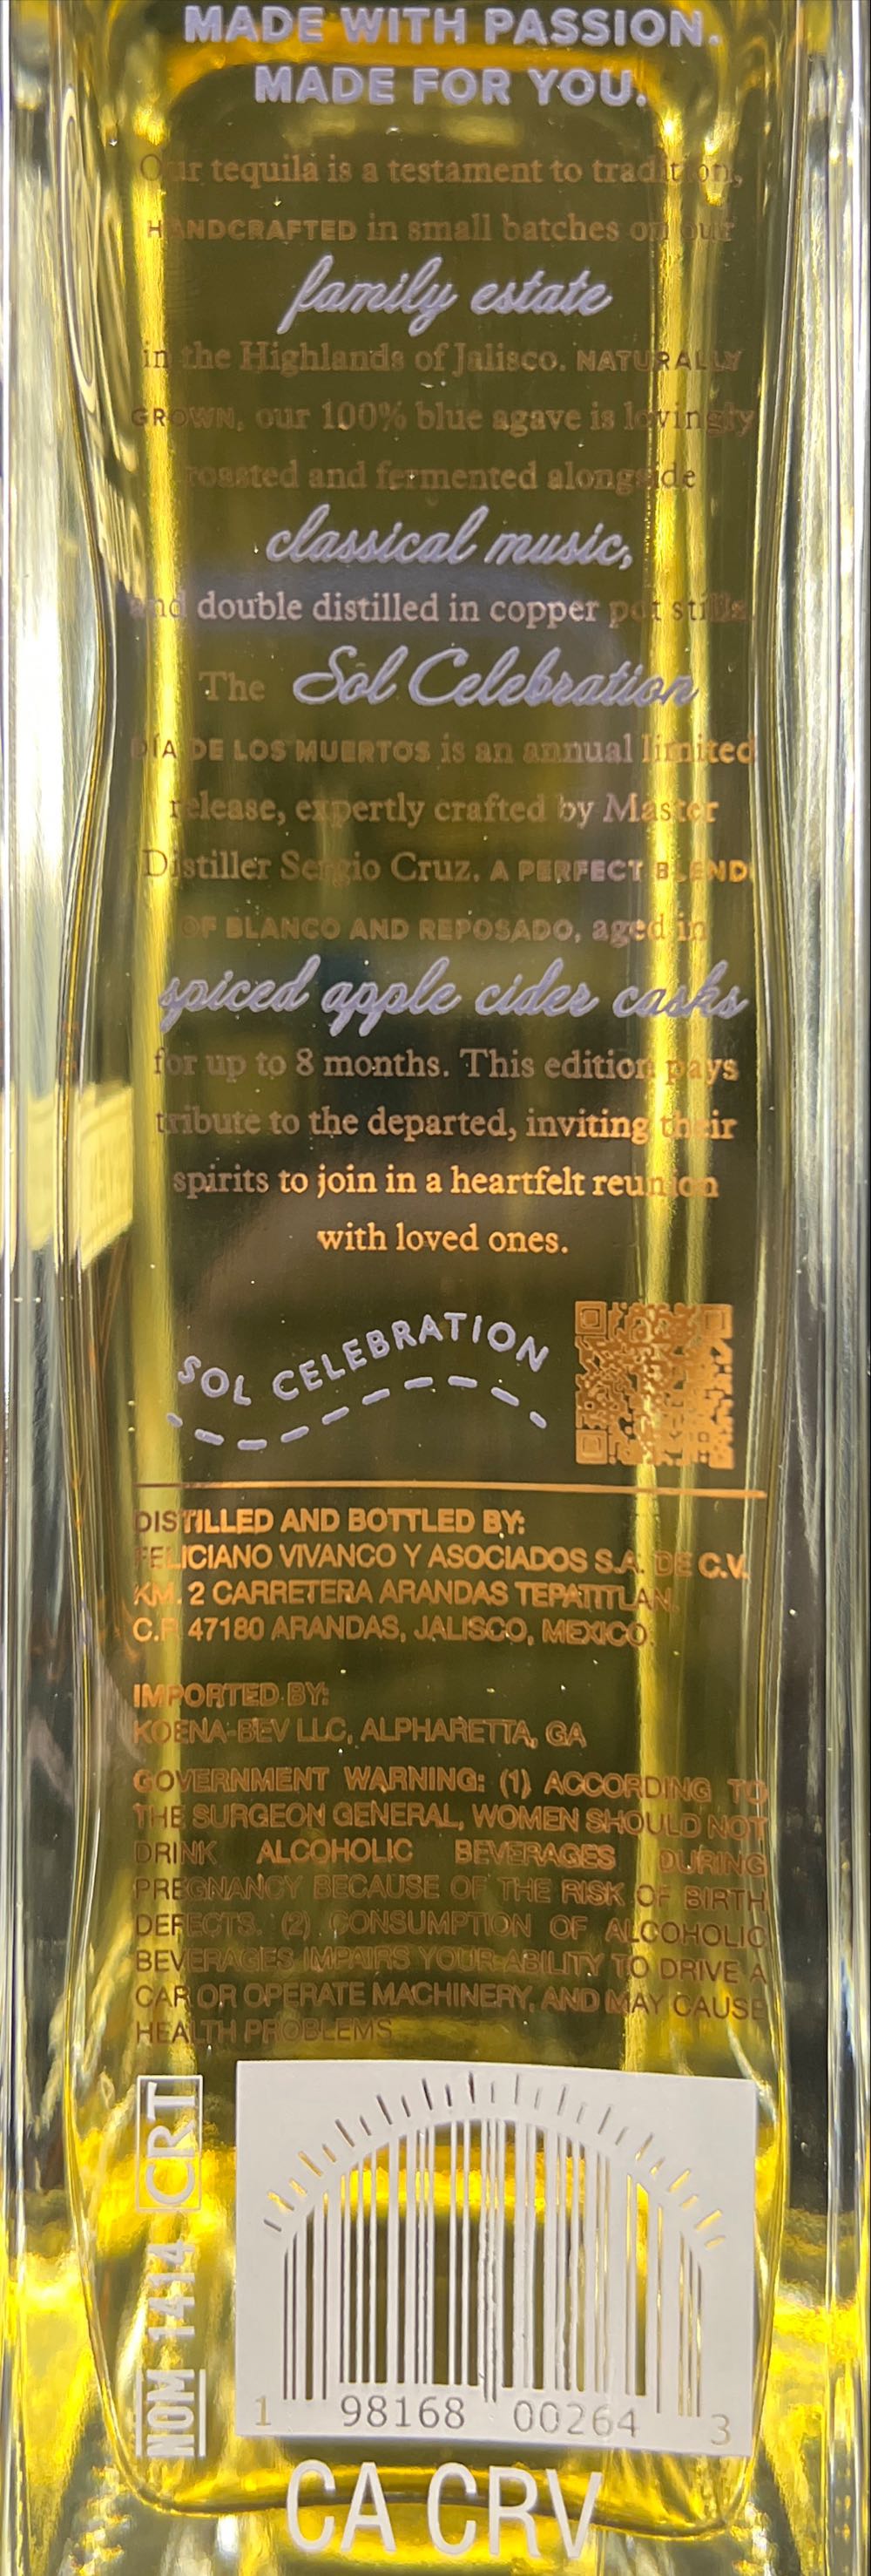 MADE WITH PASSION.
MADE FOR YOU.
Our tequila is a testament to tradition,
HANDCRAFTED in small batches on our
family estate
in the Highlands of Jalisco. NATURALLY
GROWN, our 100% blue agave is lovingly
roasted and fermented alongside
classical music,
and double distilled in copper pot stills.
The Sol Celebration
DÍA DE LOS MUERTOS is an annual limited
release, expertly crafted by Master
Distiller Sergio Cruz. A PERFECT BLEND
OF BLANCO AND REPOSADO, aged in
spiced apple cider casks
for up to 8 months. This edition pays
tribute to the departed, inviting their
spirits to join in a heartfelt reunion
with loved ones.
SOL CELEBRATION
DISTILLED AND BOTTLED BY:
FELICIANO VIVANCO Y ASOCIADOS S.A. DE C.V.
KM. 2 CARRETERA ARANDAS TEPATITLAN,
C.P. 47180 ARANDAS, JALISCO, MEXICO.
IMPORTED BY:
KOENA-BEV LLC, ALPHARETTA, GA
GOVERNMENT WARNING: (1) ACCORDING TO
THE SURGEON GENERAL, WOMEN SHOULD NOT
DRINK ALCOHOLIC BEVERAGES DURING
PREGNANCY BECAUSE OF THE RISK OF BIRTH
DEFECTS. (2) CONSUMPTION OF ALCOHOLIC
BEVERAGES IMPAIRS YOUR ABILITY TO DRIVE A
CAR OR OPERATE MACHINERY, AND MAY CAUSE
HEALTH PROBLEMS
NOM 1414 CRT
1 98168 00264 3
CA CRV